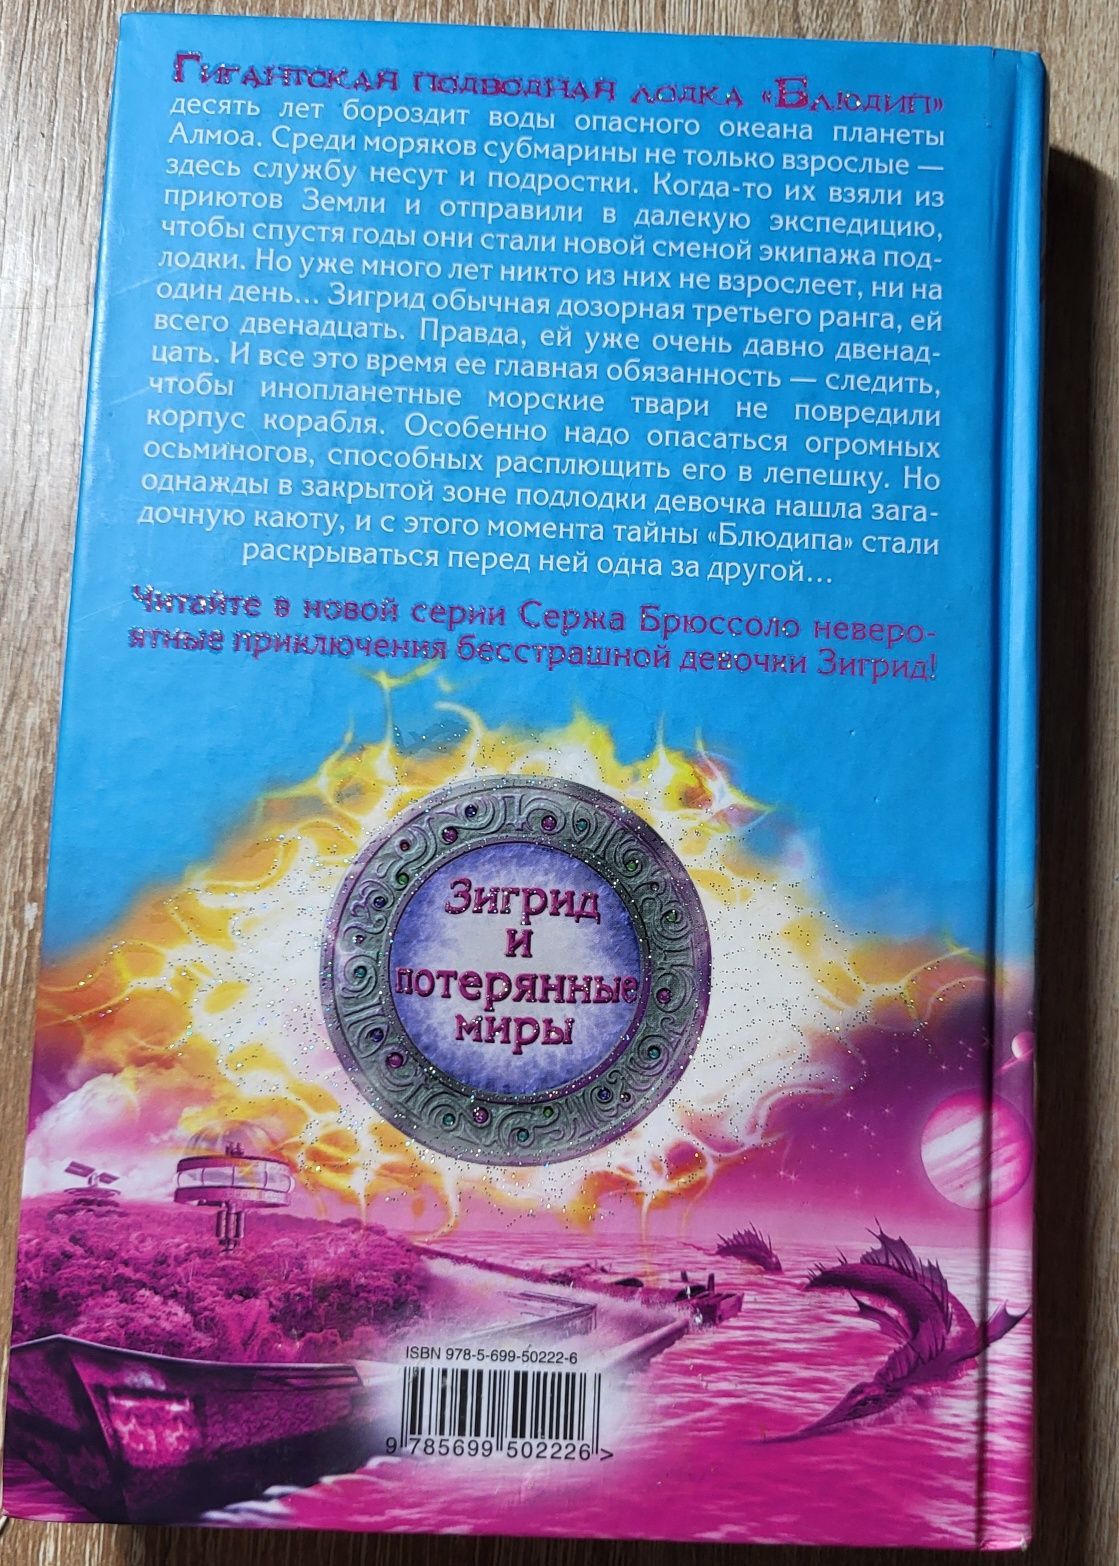 Гигантская подводная лодка «Блюдип»
десять лет бороздит воды опасного океана планеты
Алмоа. Среди моряков субмарины не только взрослые —
здесь службу несут и подростки. Когда-то их взяли из
приютов Земли и отправили в далекую экспедицию,
чтобы спустя годы они стали новой сменой экипажа под-
лодки. Но уже много лет никто из них не взрослеет, ни на
один день... Зигрид обычная дозорная третьего ранга, ей
всего двенадцать. Правда, ей уже очень давно двенад-
цать. И все это время ее главная обязанность — следить,
чтобы инопланетные морские твари не повредили
корпус корабля. Особенно надо опасаться огромных
осьминогов, способных расплющить его в лепешку. Но
однажды в закрытой зоне подлодки девочка нашла зага-
дочную каюту, и с этого момента тайны «Блюдипа» стали
раскрываться перед ней одна за другой...
Читайте в новой серии Сержа Брюссоло неверо-
ятные приключения бесстрашной девочки Зигрид!
Зигрид
и
потерянные
миры
ISBN 978-5-699-50222-6
9 785699 502226 >